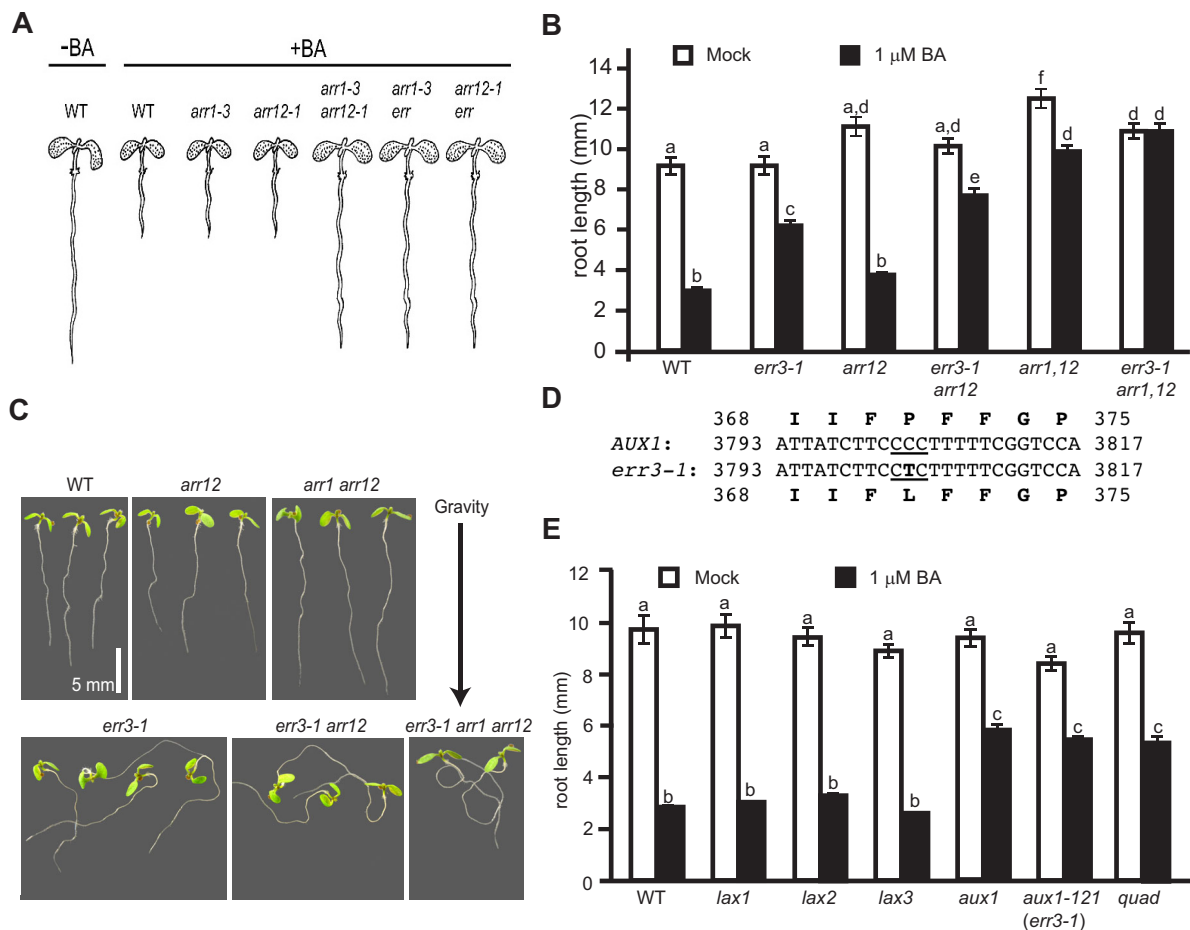 A
-BA
+BA
WT
WT
arr1-3
arr12-1
arr1-3
arr12-1
arr1-3
err
arr12-1
err
B
Mock
1 μM BA
root length (mm)
14
12
10
8
6
4
2
0
a
b
a
c
a,d
b
a,d
e
f
d
d
d
WT
err3-1
arr12
err3-1
arr12
arr1,12
err3-1
arr1,12
C
WT
arr12
arr1 arr12
5 mm
Gravity
err3-1
err3-1 arr12
err3-1 arr1 arr12
D
368 I I F P F F G P 375
AUX1: 3793 ATTATCTTCCCCTTTTTCGGTCCA 3817
err3-1: 3793 ATTATCTTCCTCTTTTTCGGTCCA 3817
368 I I F L F F G P 375
E
Mock
1 μM BA
root length (mm)
12
10
8
6
4
2
0
a
b
a
b
a
b
a
b
a
c
a
c
a
c
WT
lax1
lax2
lax3
aux1
aux1-121
(err3-1)
quad